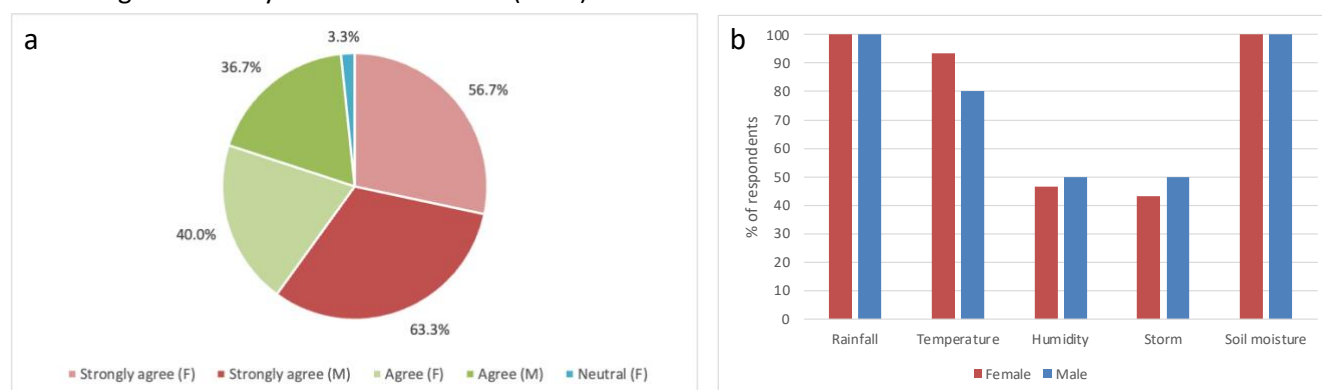 a
3.3%
36.7%
56.7%
40.0%
63.3%
Strongly agree (F) Strongly agree (M) Agree (F) Agree (M) Neutral (F)
b
% of respondents
100
90
80
70
60
50
40
30
20
10
0
Rainfall Temperature Humidity Storm Soil moisture
Female Male